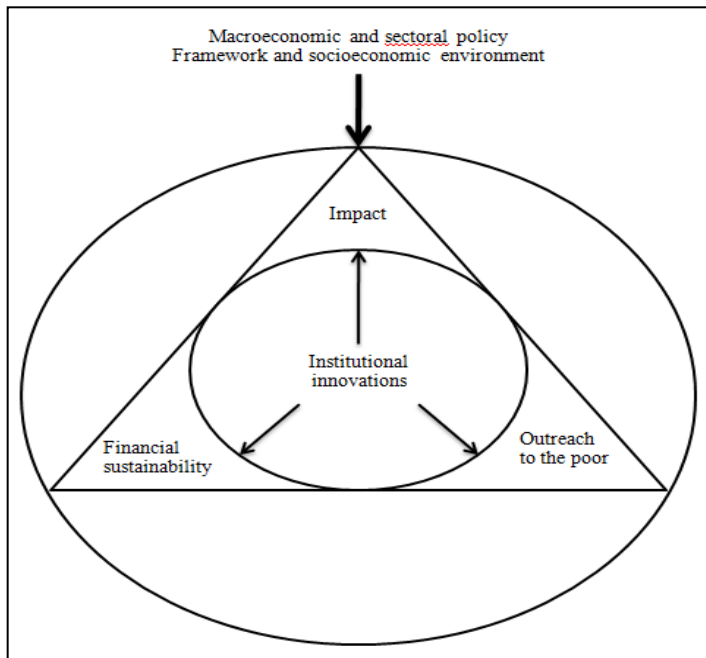 Macroeconomic and sectoral policy
Framework and socioeconomic environment
Impact
Institutional
innovations
Financial
sustainability
Outreach
to the poor